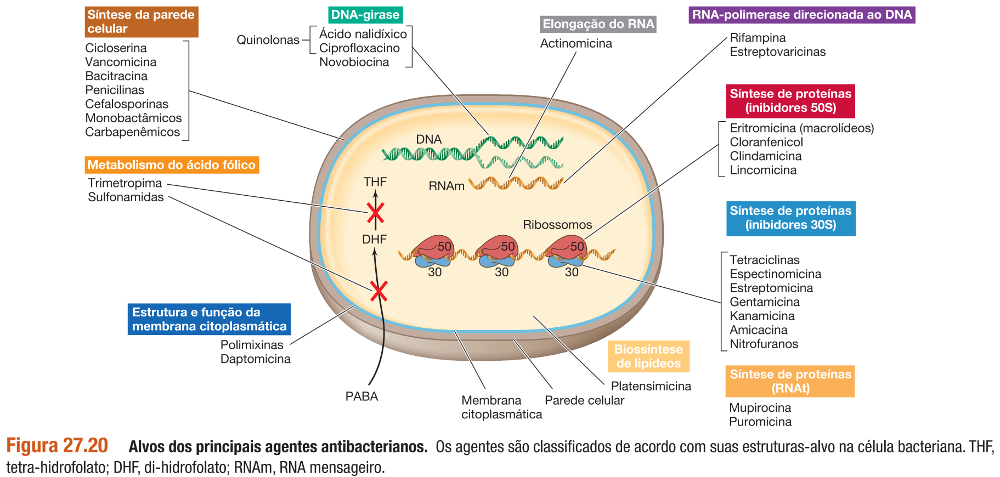 Síntese da parede
celular
Cicloserina
Vancomicina
Bacitracina
Penicilinas
Cefalosporinas
Monobactâmicos
Carbapenêmicos
DNA-girase
Quinolonas
Ácido nalidíxico
Ciprofloxacino
Novobiocina
Elongação do RNA
Actinomicina
RNA-polimerase direcionada ao DNA
Rifampina
Estreptovaricinas
Síntese de proteínas
(inibidores 50S)
Eritromicina (macrolídeos)
Cloranfenicol
Clindamicina
Lincomicina
Metabolismo do ácido fólico
Trimetropima
Sulfonamidas
DNA
THF
RNAm
DHF
Ribossomos
50
50
50
30
30
30
Síntese de proteínas
(inibidores 30S)
Tetraciclinas
Espectinomicina
Estreptomicina
Gentamicina
Kanamicina
Amicacina
Nitrofuranos
Estrutura e função da
membrana citoplasmática
Polimixinas
Daptomicina
PABA
Membrana
citoplasmática
Parede celular
Biossíntese
de lipídeos
Platensimicina
Síntese de proteínas
(RNAt)
Mupirocina
Puromicina
Figura 27.20 Alvos dos principais agentes antibacterianos. Os agentes são classificados de acordo com suas estruturas-alvo na célula bacteriana. THF,
tetra-hidrofolato; DHF, di-hidrofolato; RNAm, RNA mensageiro.